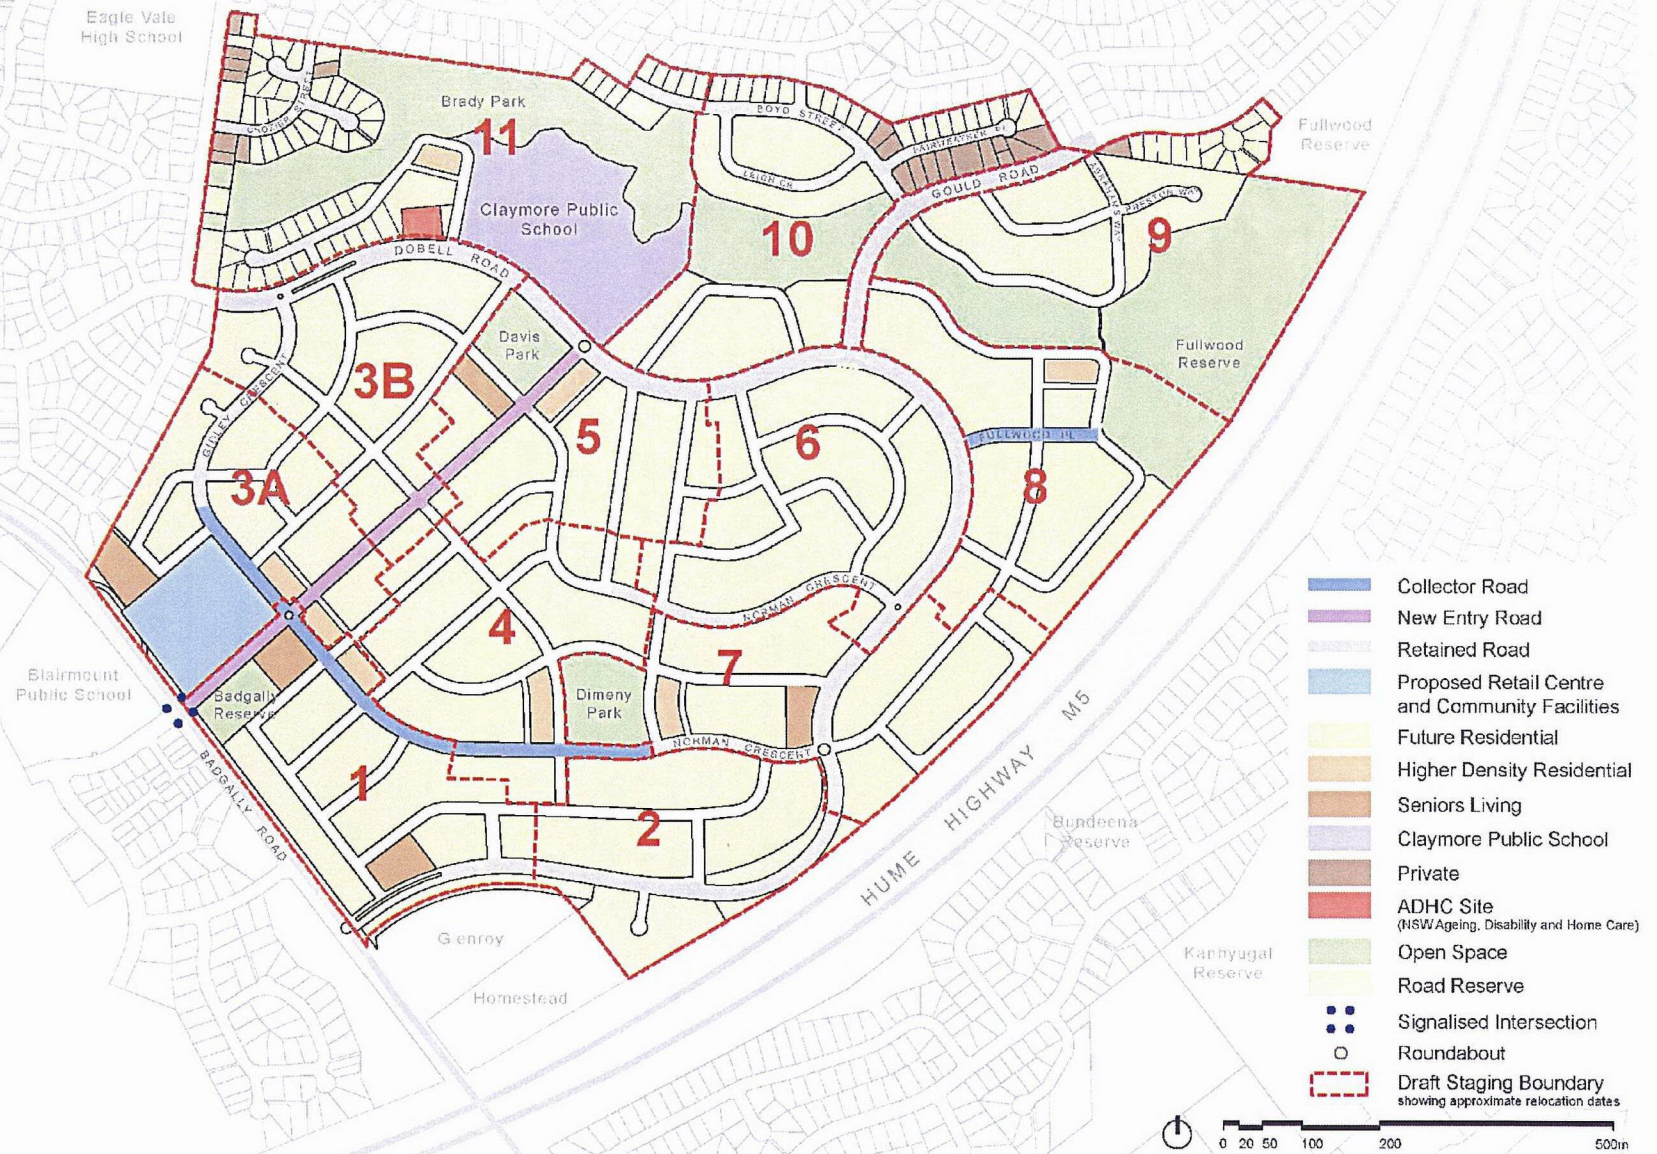 Eagle Vale
High School
Brady Park
11
BOYD STREET
Fullwood
Reserve
CROZIER STREET
FAIRWEATHER
LEIGH CR
GOULD ROAD
ABRAHAMS WAY
PRESTON WAY
Claymore Public
School
10
9
DOBELL ROAD
Davis
Park
Fullwood
Reserve
3B
GIDLEY CRESCENT
5
6
FULLWOOD PL
3A
8
NORMAN CRESCENT
4
7
Blairmount
Public School
Badgally
Reserve
Dimeny
Park
NORMAN CRESCENT
HUME HIGHWAY M5
BADGALLY ROAD
1
2
Bundeena
Reserve
Glenroy
Homestead
Kanhyugal
Reserve
Collector Road
New Entry Road
Retained Road
Proposed Retail Centre
and Community Facilities
Future Residential
Higher Density Residential
Seniors Living
Claymore Public School
Private
ADHC Site
(NSW Ageing, Disability and Home Care)
Open Space
Road Reserve
Signalised Intersection
Roundabout
Draft Staging Boundary
showing approximate relocation dates
0 20 50 100 200 500m